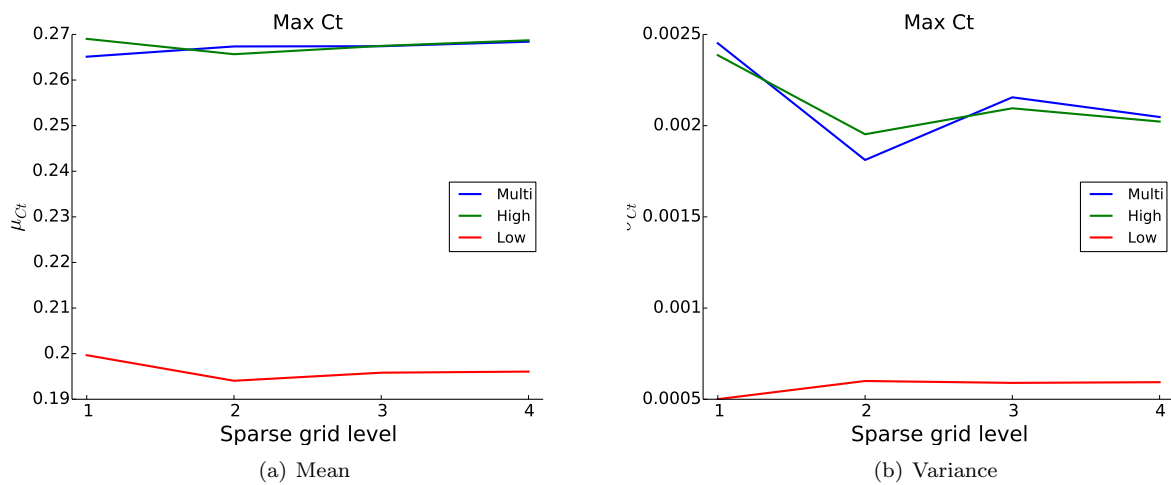 Max Ct
0.27
0.26
0.25
0.24
0.23
0.22
0.21
0.2
0.19
μ_Ct
Multi
High
Low
1 2 3 4
Sparse grid level
(a) Mean
Max Ct
0.0025
0.002
0.0015
0.001
0.0005
Ct
Multi
High
Low
1 2 3 4
Sparse grid level
(b) Variance